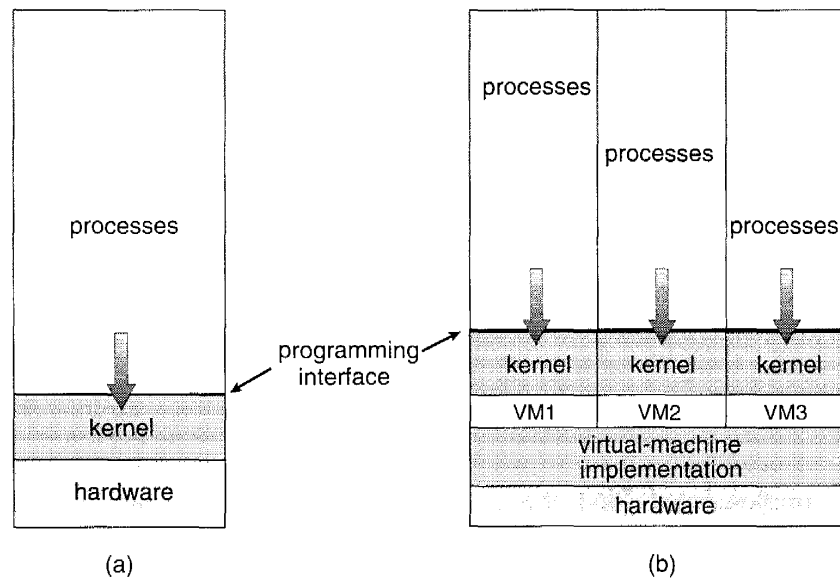 processes
processes
processes
processes
programming
interface
kernel
kernel
kernel
kernel
VM1
VM2
VM3
virtual-machine
implementation
hardware
hardware
(a)
(b)